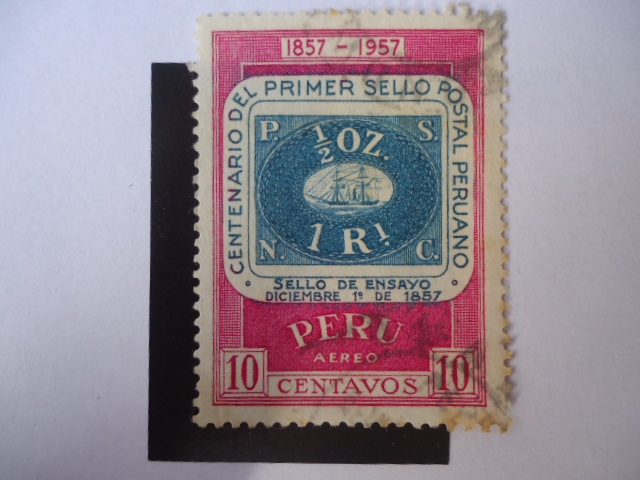 1857 - 1957
CENTENARIO DEL PRIMER SELLO POSTAL PERUANO
P. S.
½ OZ.
1 Rl
N. C.
SELLO DE ENSAYO
DICIEMBRE 1º DE 1857
PERU
AEREO
10 CENTAVOS 10